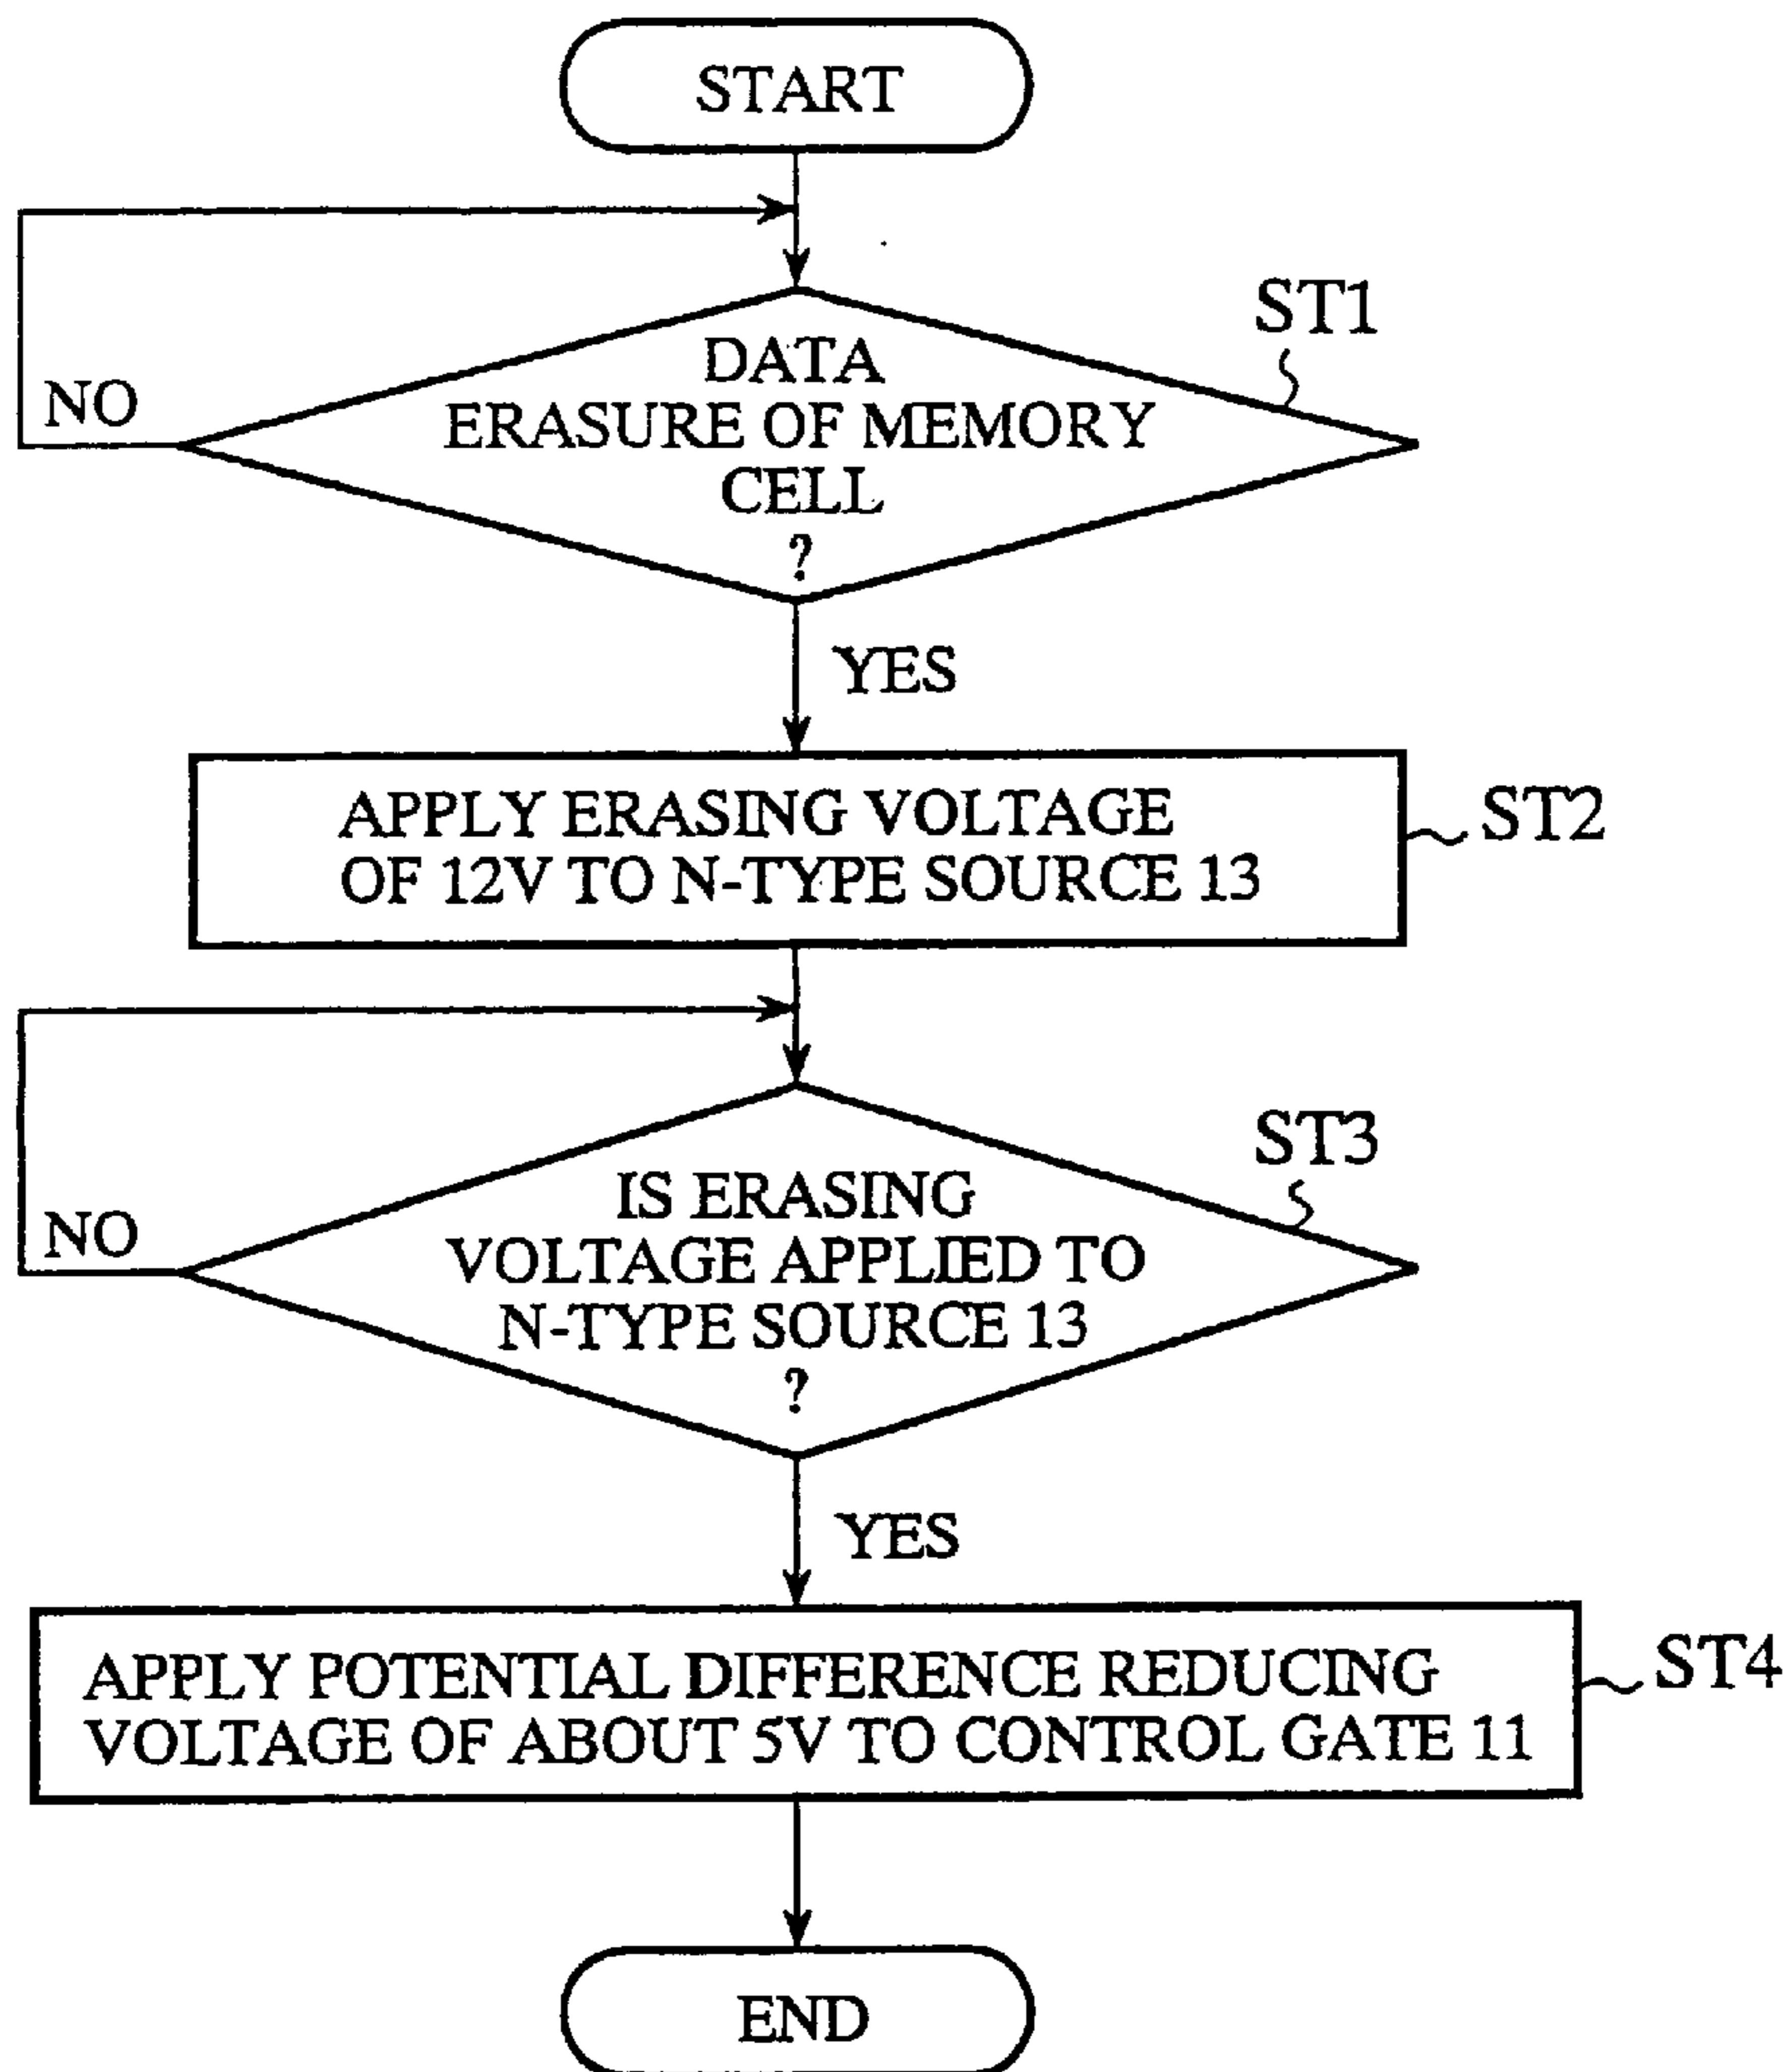 START
ST1
DATA
ERASURE OF MEMORY
CELL
?
NO
YES
APPLY ERASING VOLTAGE
OF 12V TO N-TYPE SOURCE 13
ST2
ST3
IS ERASING
VOLTAGE APPLIED TO
N-TYPE SOURCE 13
?
NO
YES
APPLY POTENTIAL DIFFERENCE REDUCING
VOLTAGE OF ABOUT 5V TO CONTROL GATE 11
ST4
END